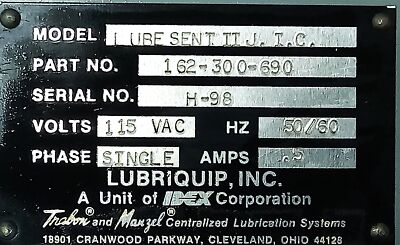 MODEL LUBE SENT II J.I.C.
PART NO. 162-300-690
SERIAL NO. H-98
VOLTS 115 VAC HZ 50/60
PHASE SINGLE AMPS .5
LUBRIQUIP, INC.
A Unit of IDEX Corporation
Trabon® and Manzel® Centralized Lubrication Systems
18901 CRANWOOD PARKWAY, CLEVELAND, OHIO 44128